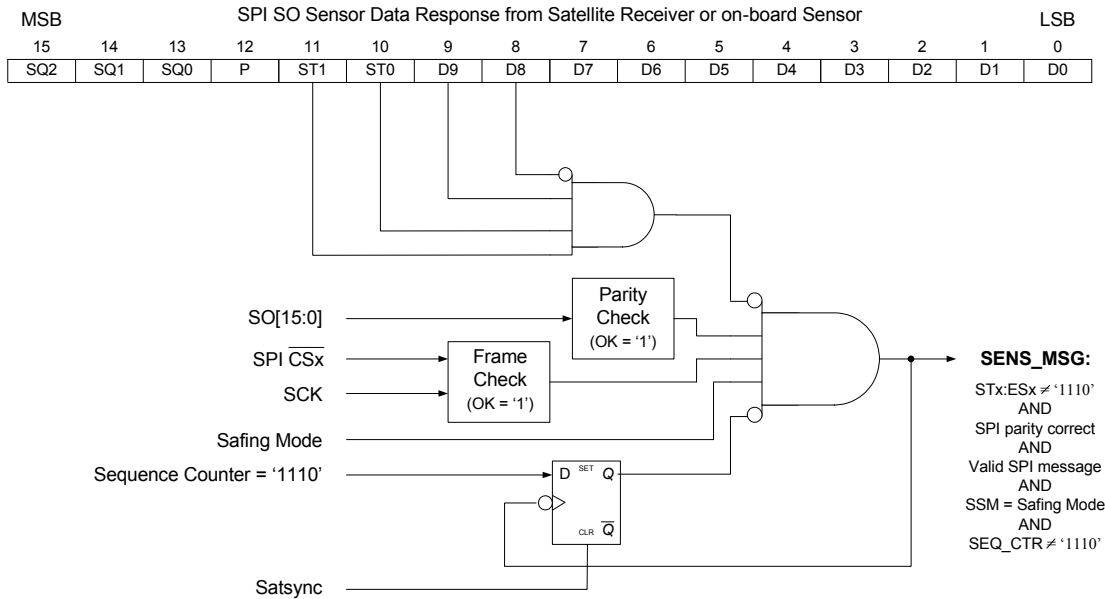 MSB
SPI SO Sensor Data Response from Satellite Receiver or on-board Sensor
LSB
15 14 13 12 11 10 9 8 7 6 5 4 3 2 1 0
SQ2 SQ1 SQ0 P ST1 ST0 D9 D8 D7 D6 D5 D4 D3 D2 D1 D0
SO[15:0]
Parity
Check
(OK = '1')
SPI C̅S̅x̅
SCK
Frame
Check
(OK = '1')
Safing Mode
Sequence Counter = '1110'
D SET Q
CLR Q̅
Satsync
SENS_MSG:
STx:ESx ≠ '1110'
AND
SPI parity correct
AND
Valid SPI message
AND
SSM = Safing Mode
AND
SEQ_CTR ≠ '1110'